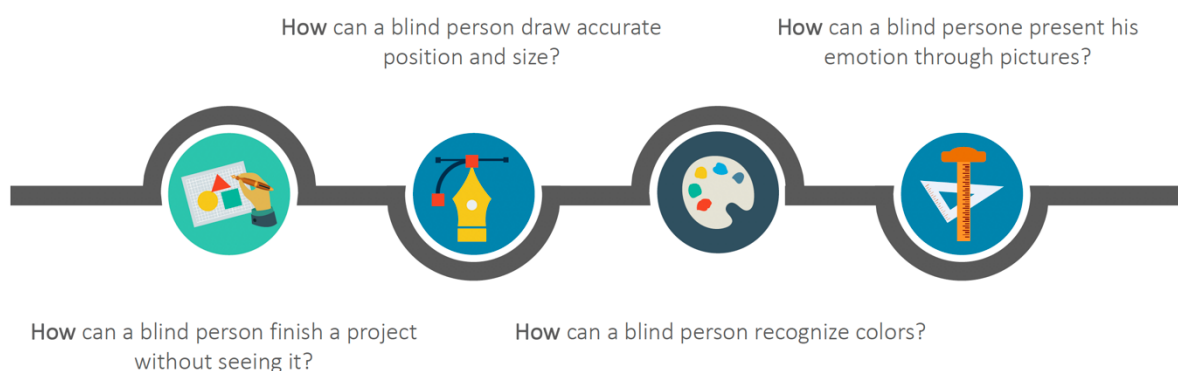 How can a blind person draw accurate
position and size?
How can a blind persone present his
emotion through pictures?
How can a blind person finish a project
without seeing it?
How can a blind person recognize colors?